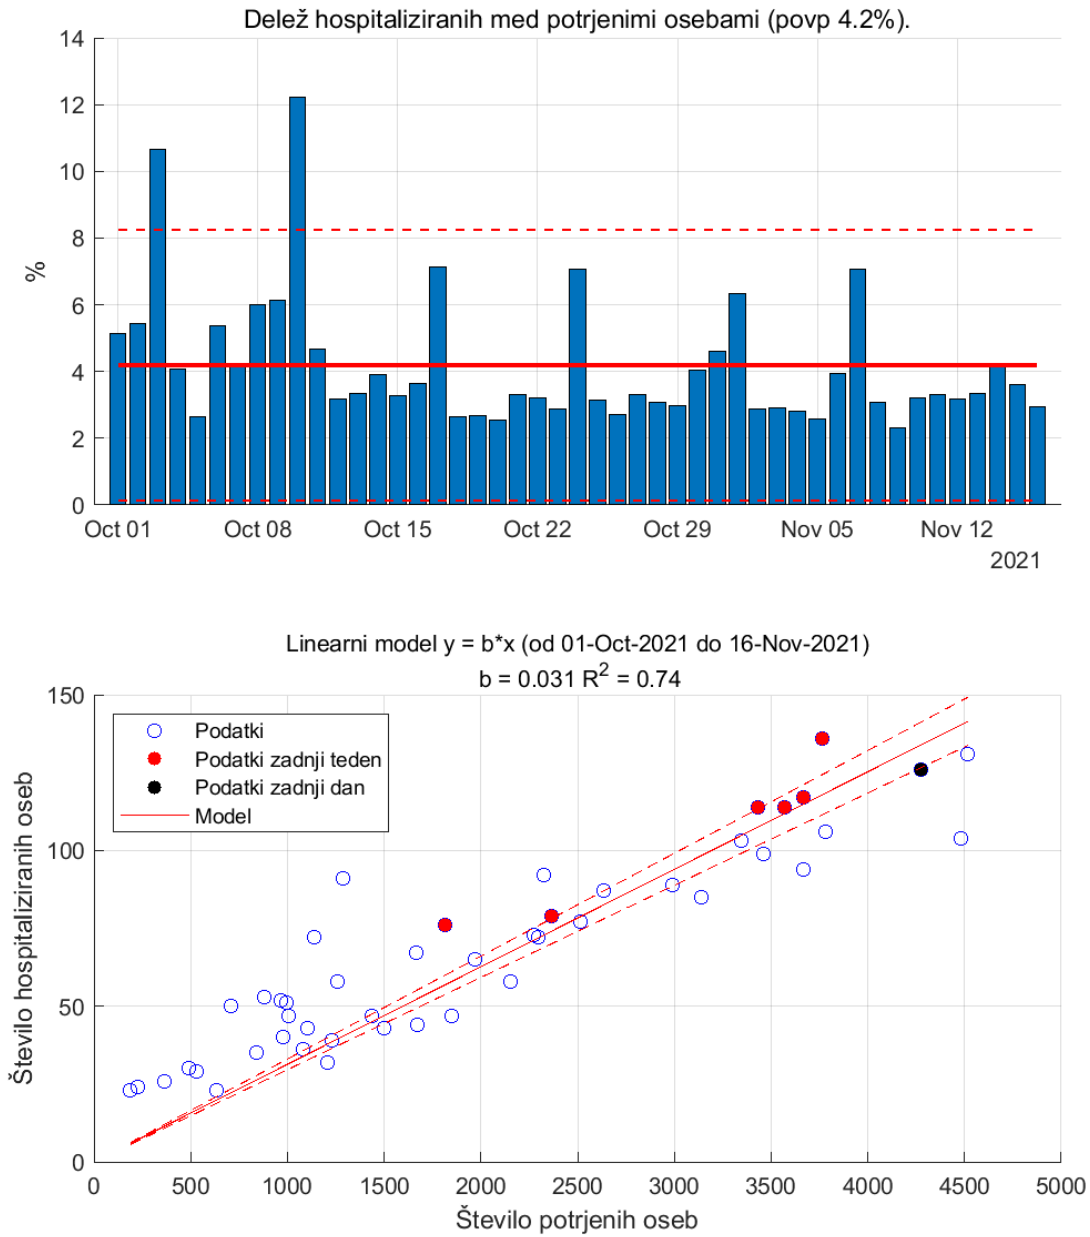 Delež hospitaliziranih med potrjenimi osebami (povp 4.2%).
14
12
10
8
6
4
2
0
%
Oct 01 Oct 08 Oct 15 Oct 22 Oct 29 Nov 05 Nov 12
2021
Linearni model y = b*x (od 01-Oct-2021 do 16-Nov-2021)
b = 0.031 R² = 0.74
150
100
50
0
Število hospitaliziranih oseb
Podatki
Podatki zadnji teden
Podatki zadnji dan
Model
0 500 1000 1500 2000 2500 3000 3500 4000 4500 5000
Število potrjenih oseb